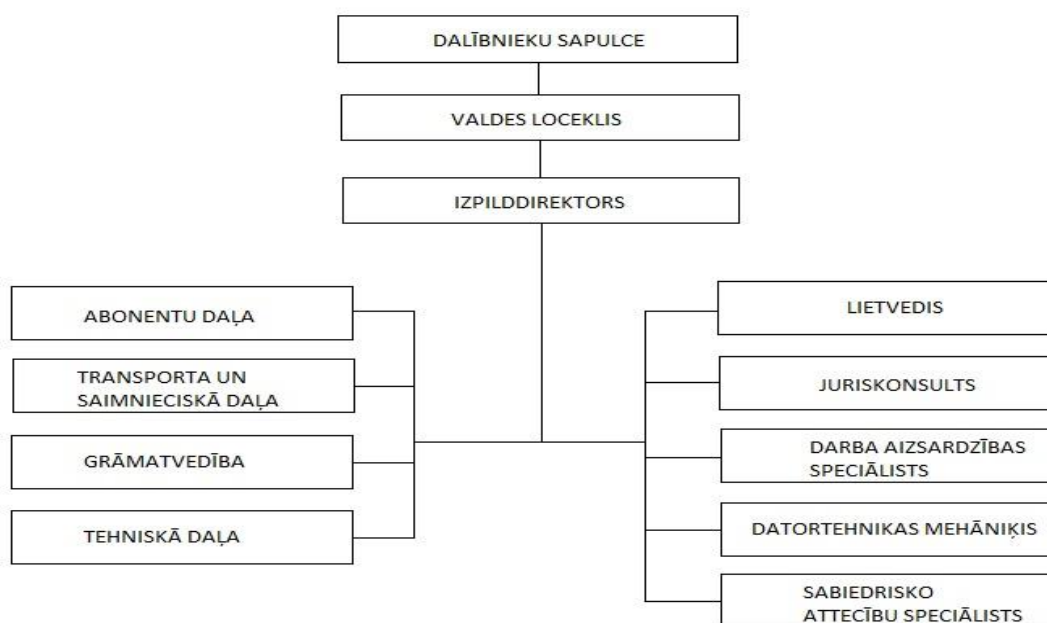 DALĪBNIEKU SAPULCE
VALDES LOCEKLIS
IZPILDDIREKTORS
ABONENTU DAĻA
TRANSPORTA UN
SAIMNIECISKĀ DAĻA
GRĀMATVEDĪBA
TEHNISKĀ DAĻA
LIETVEDIS
JURISKONSULTS
DARBA AIZSARDZĪBAS
SPECIĀLISTS
DATORTEHNIKAS MEHĀNIĶIS
SABIEDRISKO
ATTECĪBU SPECIĀLISTS